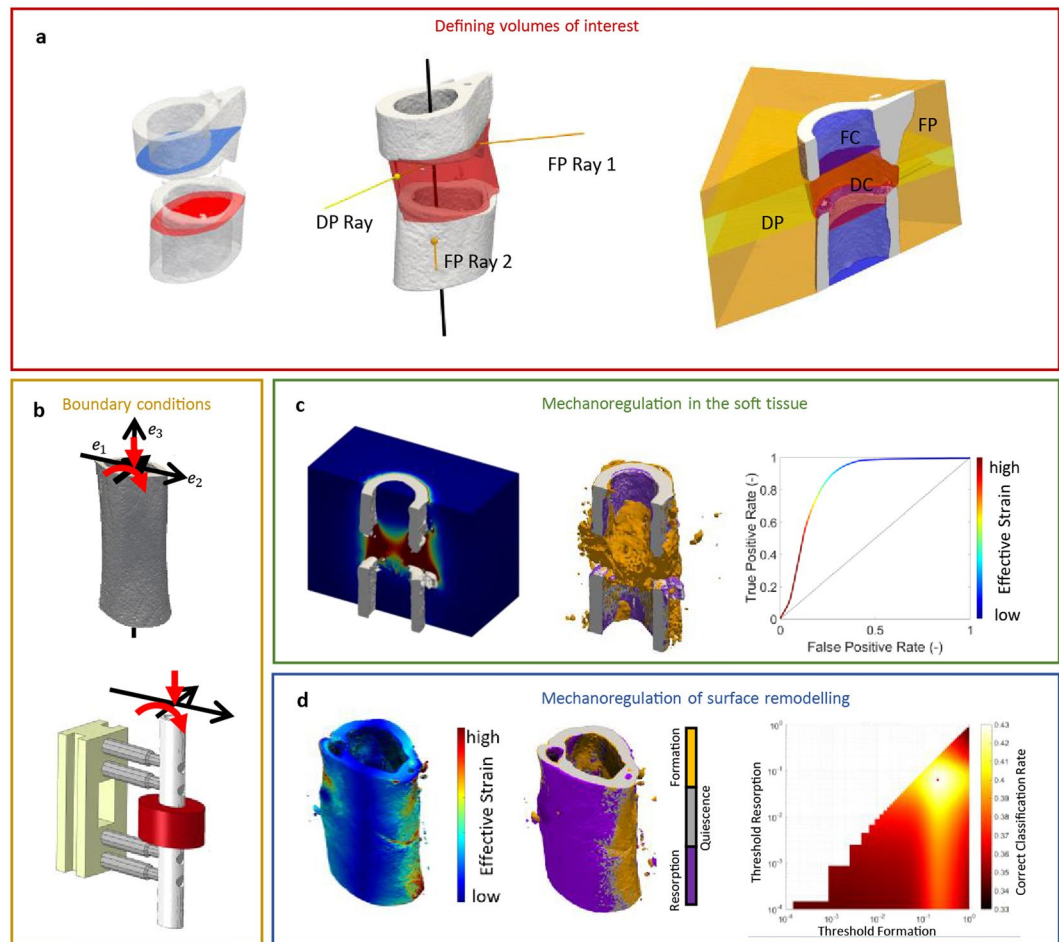 Defining volumes of interest
a
FP Ray 1
DP Ray
FP Ray 2
FC
FP
DC
DP
b
Boundary conditions
e3
e1
e2
c
Mechanoregulation in the soft tissue
True Positive Rate (-)
1
0.8
0.6
0.4
0.2
0
0
0.5
1
False Positive Rate (-)
high
Effective Strain
low
d
Mechanoregulation of surface remodelling
high
Effective Strain
low
Formation
Quiescence
Resorption
Threshold Resorption
10^0
10^-1
10^-2
10^-3
10^-4
10^-4
10^-2
10^-1
10^0
Threshold Formation
0.43
0.42
0.41
0.40
0.39
0.38
0.37
0.36
0.35
0.34
0.33
Correct Classification Rate